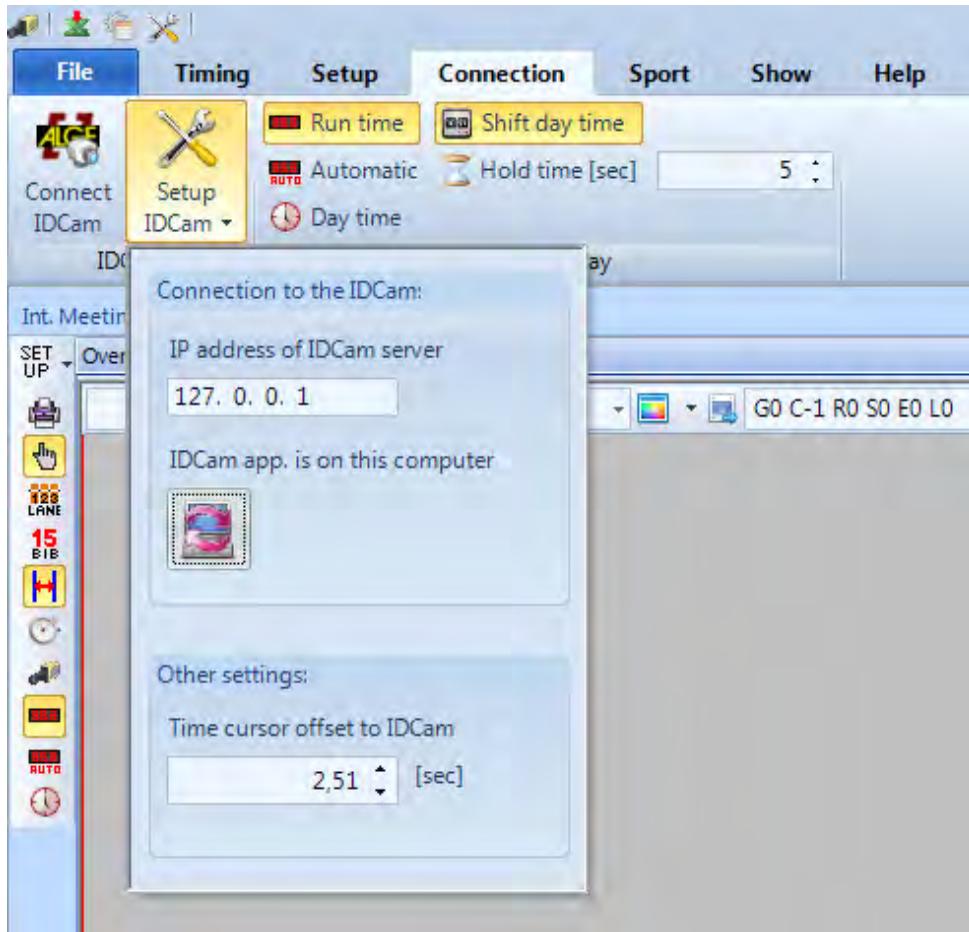 File Timing Setup Connection Sport Show Help
ALGE
Connect IDCam
Setup IDCam
Run time
Automatic
AUTO
Day time
Shift day time
Hold time [sec] 5
Int.
SET UP
G0 C-1 R0 S0 E0 L0
Connection to the IDCam:
IP address of IDCam server
127. 0. 0. 1
IDCam app. is on this computer
Other settings:
Time cursor offset to IDCam
2,51 [sec]
123
LANE
15
BIB
AUTO